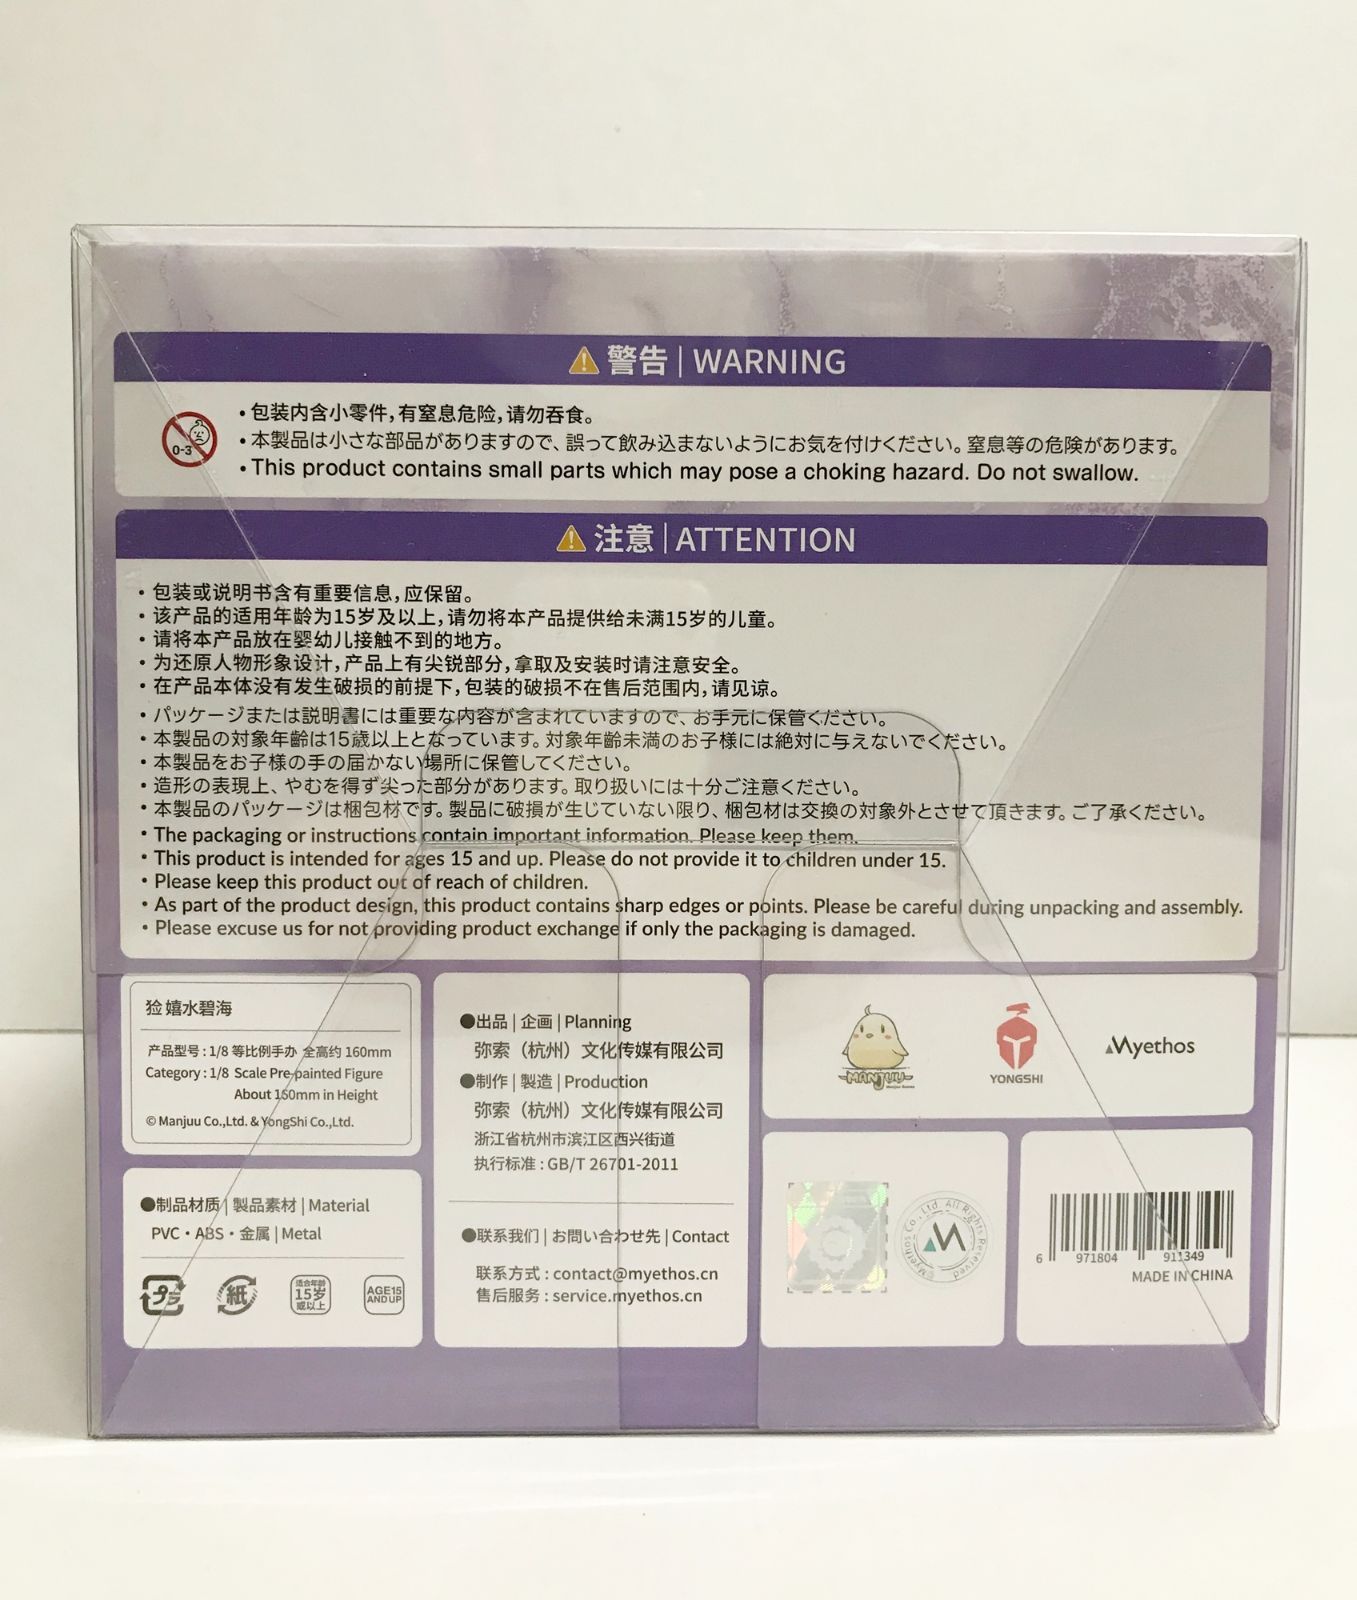 警告 | WARNING
0-3
• 包装内含小零件，有窒息危险，请勿吞食。
• 本製品は小さな部品がありますので、誤って飲み込まないようにお気を付けください。窒息等の危険があります。
• This product contains small parts which may pose a choking hazard. Do not swallow.
注意 | ATTENTION
• 包装或说明书含有重要信息，应保留。
• 该产品的适用年龄为15岁及以上，请勿将本产品提供给未满15岁的儿童。
• 请将本产品放在婴幼儿接触不到的地方。
• 为还原人物形象设计，产品上有尖锐部分，拿取及安装时请注意安全。
• 在产品本体没有发生破损的前提下，包装的破损不在售后范围内，请见谅。
• パッケージまたは説明書には重要な内容が含まれていますので、お手元に保管ください。
• 本製品の対象年齢は15歳以上となっています。対象年齢未満のお子様には絶対に与えないでください。
• 本製品をお子様の手の届かない場所に保管してください。
• 造形の表現上、やむを得ず尖った部分があります。取り扱いには十分ご注意ください。
• 本製品のパッケージは梱包材です。製品に破損が生じていない限り、梱包材は交換の対象外とさせて頂きます。ご了承ください。
• The packaging or instructions contain important information. Please keep them.
• This product is intended for ages 15 and up. Please do not provide it to children under 15.
• Please keep this product out of reach of children.
• As part of the product design, this product contains sharp edges or points. Please be careful during unpacking and assembly.
• Please excuse us for not providing product exchange if only the packaging is damaged.
猃 嬉水碧海
产品型号 : 1/8 等比例手办 全高约 160mm
Category : 1/8 Scale Pre-painted Figure
About 160mm in Height
© Manjuu Co.,Ltd. & YongShi Co.,Ltd.
●制品材质 | 製品素材 | Material
PVC・ABS・金属 | Metal
プラ
紙
适合年龄
15岁
或以上
AGE15
AND UP
●出品 | 企画 | Planning
弥索（杭州）文化传媒有限公司
●制作 | 製造 | Production
弥索（杭州）文化传媒有限公司
浙江省杭州市滨江区西兴街道
执行标准 : GB/T 26701-2011
●联系我们 | お問い合わせ先 | Contact
联系方式 : contact@myethos.cn
售后服务 : service.myethos.cn
MANJUU
YONGSHI
Myethos
©Myethos Co., Ltd. All Rights Reserved.
6 971804 911349
MADE IN CHINA